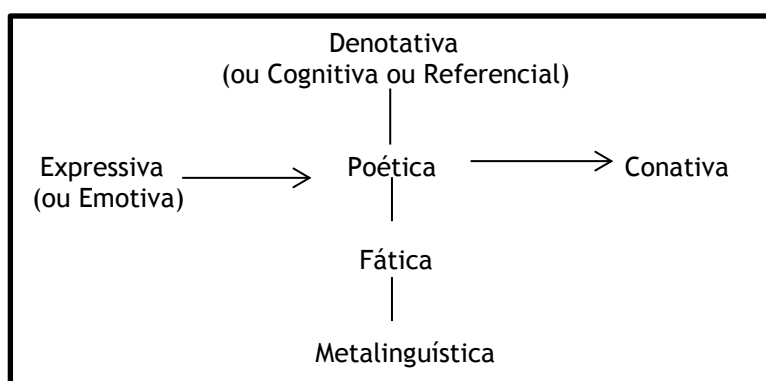 Denotativa
(ou Cognitiva ou Referencial)
Expressiva
(ou Emotiva)
Poética
Conativa
Fática
Metalinguística